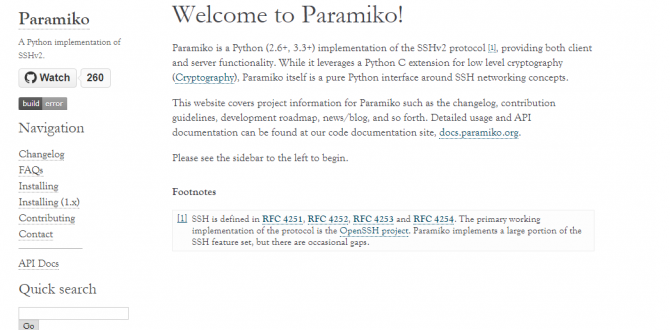 Paramiko
A Python implementation of
SSHv2.
Watch 260
build error
Navigation
Changelog
FAQs
Installing
Installing (1.x)
Contributing
Contact
API Docs
Quick search
Go
Welcome to Paramiko!
Paramiko is a Python (2.6+, 3.3+) implementation of the SSHv2 protocol [1], providing both client
and server functionality. While it leverages a Python C extension for low level cryptography
(Cryptography), Paramiko itself is a pure Python interface around SSH networking concepts.
This website covers project information for Paramiko such as the changelog, contribution
guidelines, development roadmap, news/blog, and so forth. Detailed usage and API
documentation can be found at our code documentation site, docs.paramiko.org.
Please see the sidebar to the left to begin.
Footnotes
[1] SSH is defined in RFC 4251, RFC 4252, RFC 4253 and RFC 4254. The primary working
implementation of the protocol is the OpenSSH project. Paramiko implements a large portion of the
SSH feature set, but there are occasional gaps.